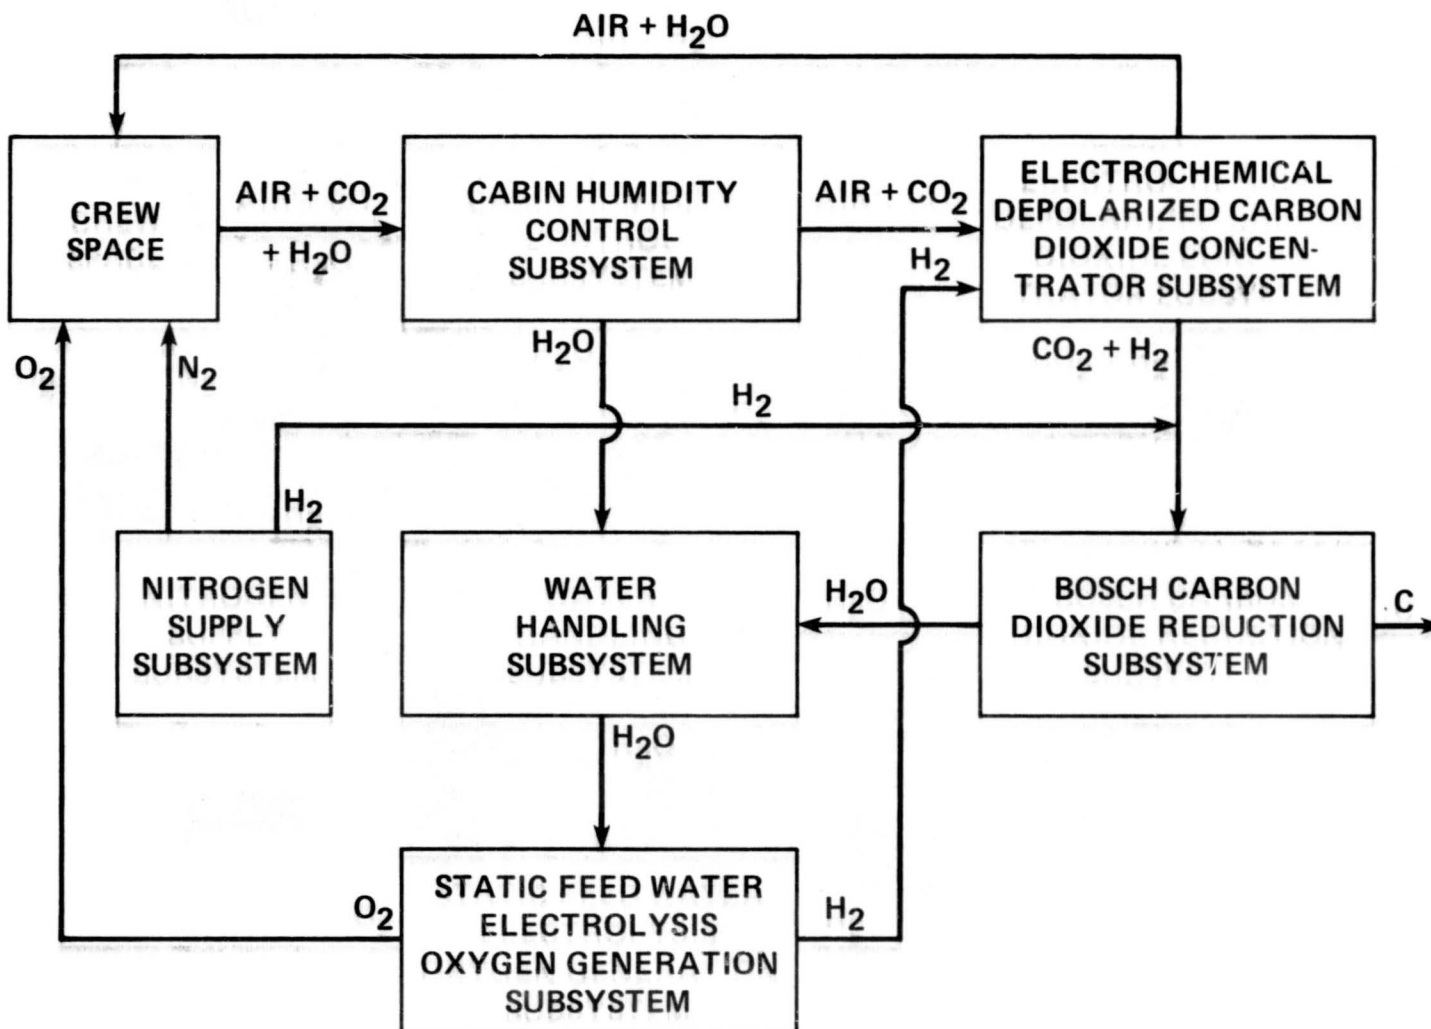 AIR + H₂O
CREW
SPACE
AIR + CO₂
+ H₂O
CABIN HUMIDITY
CONTROL
SUBSYSTEM
AIR + CO₂
H₂
ELECTROCHEMICAL
DEPOLARIZED CARBON
DIOXIDE CONCEN-
TRATOR SUBSYSTEM
O₂
N₂
H₂O
CO₂ + H₂
H₂
H₂
NITROGEN
SUPPLY
SUBSYSTEM
WATER
HANDLING
SUBSYSTEM
H₂O
BOSCH CARBON
DIOXIDE REDUCTION
SUBSYSTEM
C
H₂O
O₂
STATIC FEED WATER
ELECTROLYSIS
OXYGEN GENERATION
SUBSYSTEM
H₂